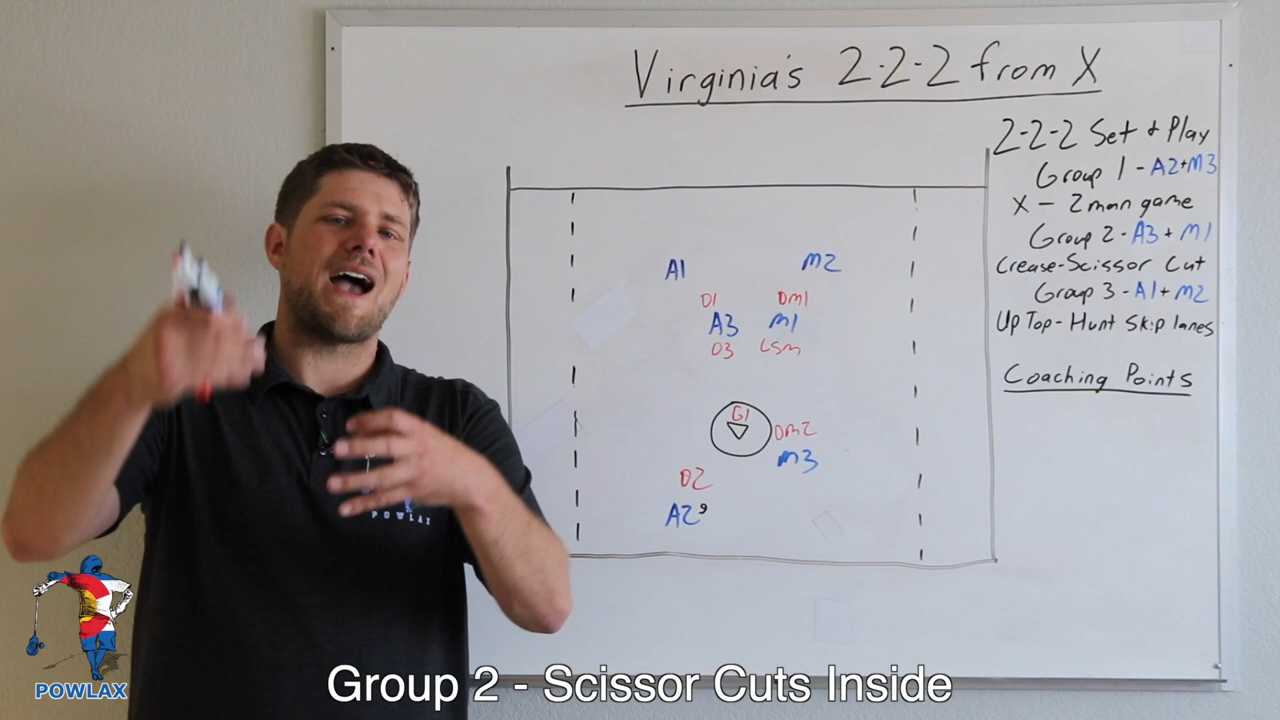 Virginia's 2-2-2 from X
2-2-2 Set + Play
Group 1 - A2+M3
X - 2 man game
Group 2 - A3 + M1
Crease-Scissor Cut
Group 3 - A1 + M2
Up Top - Hunt Skip lanes
Coaching Points
A1 M2
D1 DM1
A3 M1
D3 LSM
G1
DM2
M3
D2
A2
POWLAX
POWLAX
Group 2 - Scissor Cuts Inside